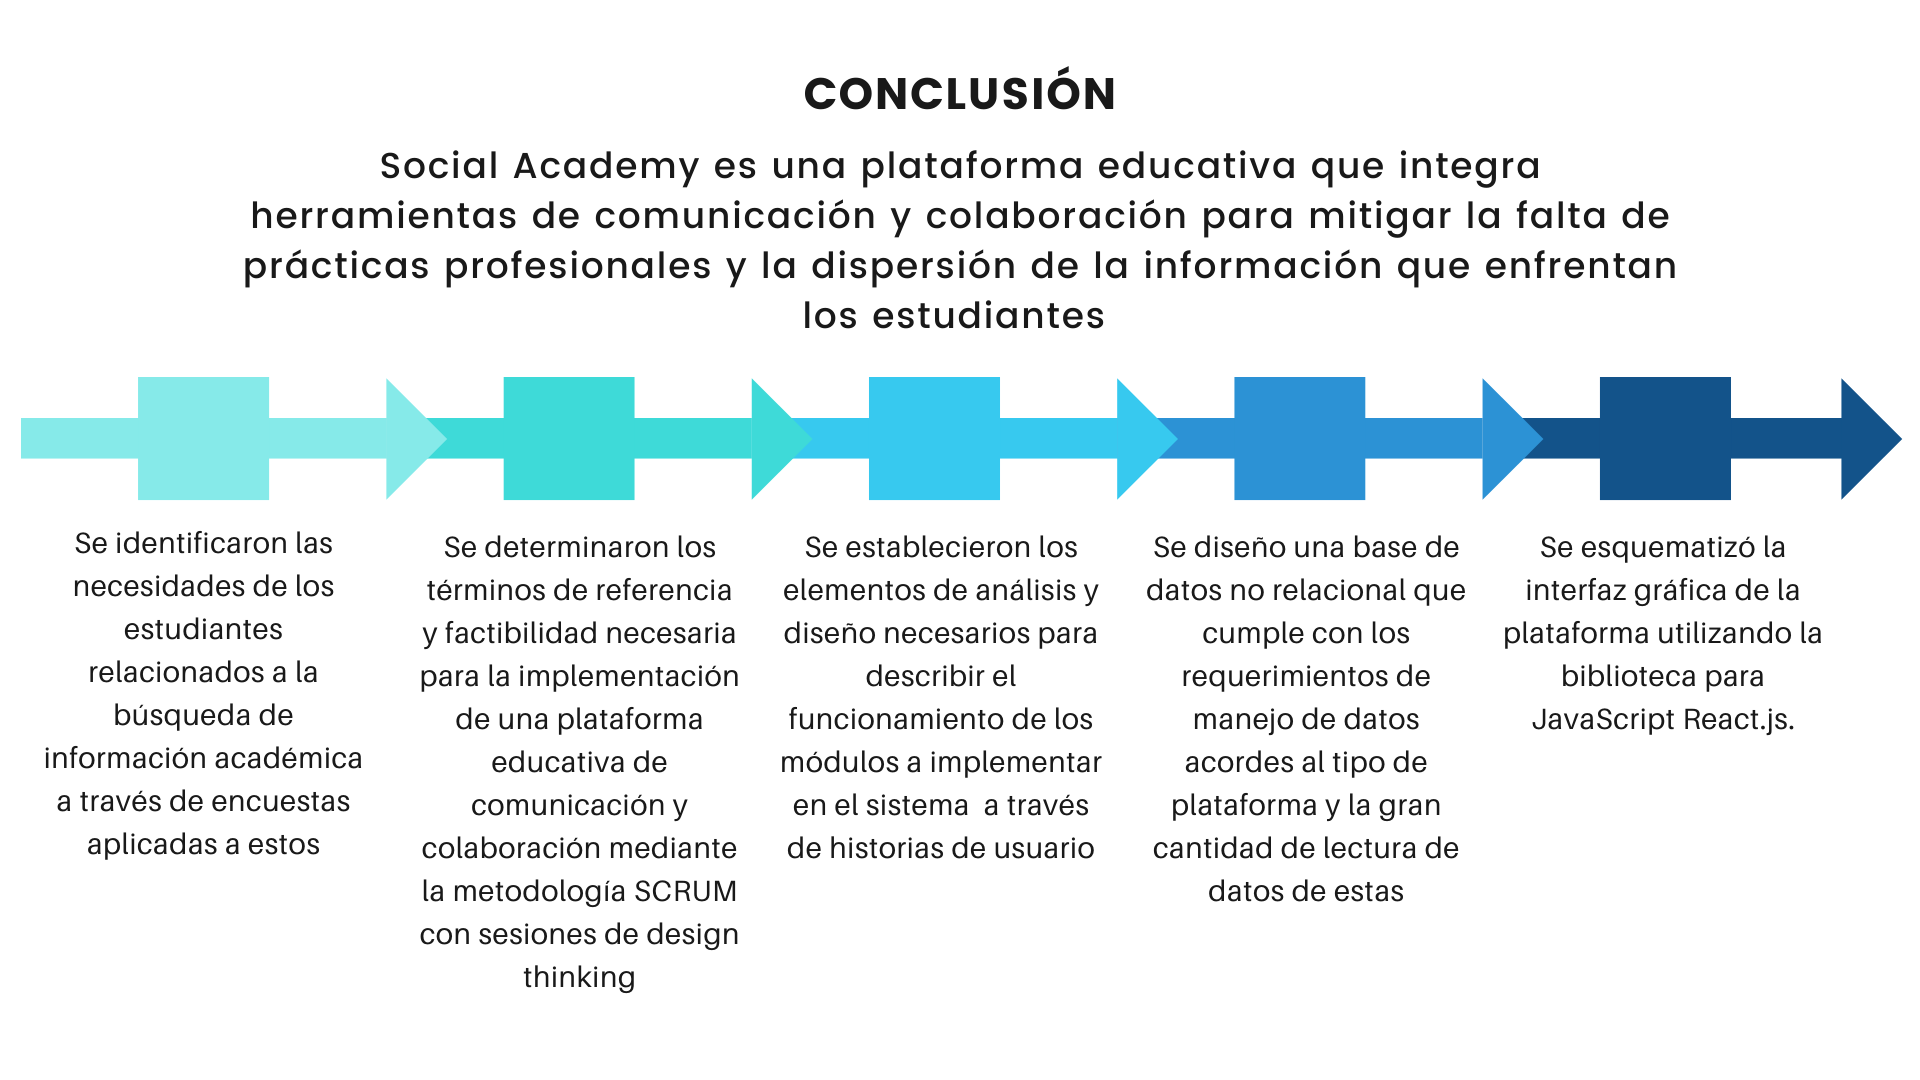 CONCLUSIÓN
Social Academy es una plataforma educativa que integra
herramientas de comunicación y colaboración para mitigar la falta de
prácticas profesionales y la dispersión de la información que enfrentan
los estudiantes
Se identificaron las
necesidades de los
estudiantes
relacionados a la
búsqueda de
información académica
a través de encuestas
aplicadas a estos
Se determinaron los
términos de referencia
y factibilidad necesaria
para la implementación
de una plataforma
educativa de
comunicación y
colaboración mediante
la metodología SCRUM
con sesiones de design
thinking
Se establecieron los
elementos de análisis y
diseño necesarios para
describir el
funcionamiento de los
módulos a implementar
en el sistema  a través
de historias de usuario
Se diseño una base de
datos no relacional que
cumple con los
requerimientos de
manejo de datos
acordes al tipo de
plataforma y la gran
cantidad de lectura de
datos de estas
Se esquematizó la
interfaz gráfica de la
plataforma utilizando la
biblioteca para
JavaScript React.js.